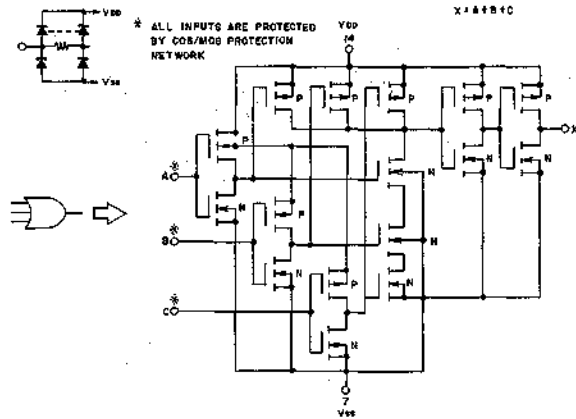 VDD
VSS
* ALL INPUTS ARE PROTECTED
BY COS/MOS PROTECTION
NETWORK
VDD
14
X=A+B+C
P
P
P
P
P
P
N
N
N
X
*
A
N
P
*
B
N
N
P
*
C
N
N
7
VSS